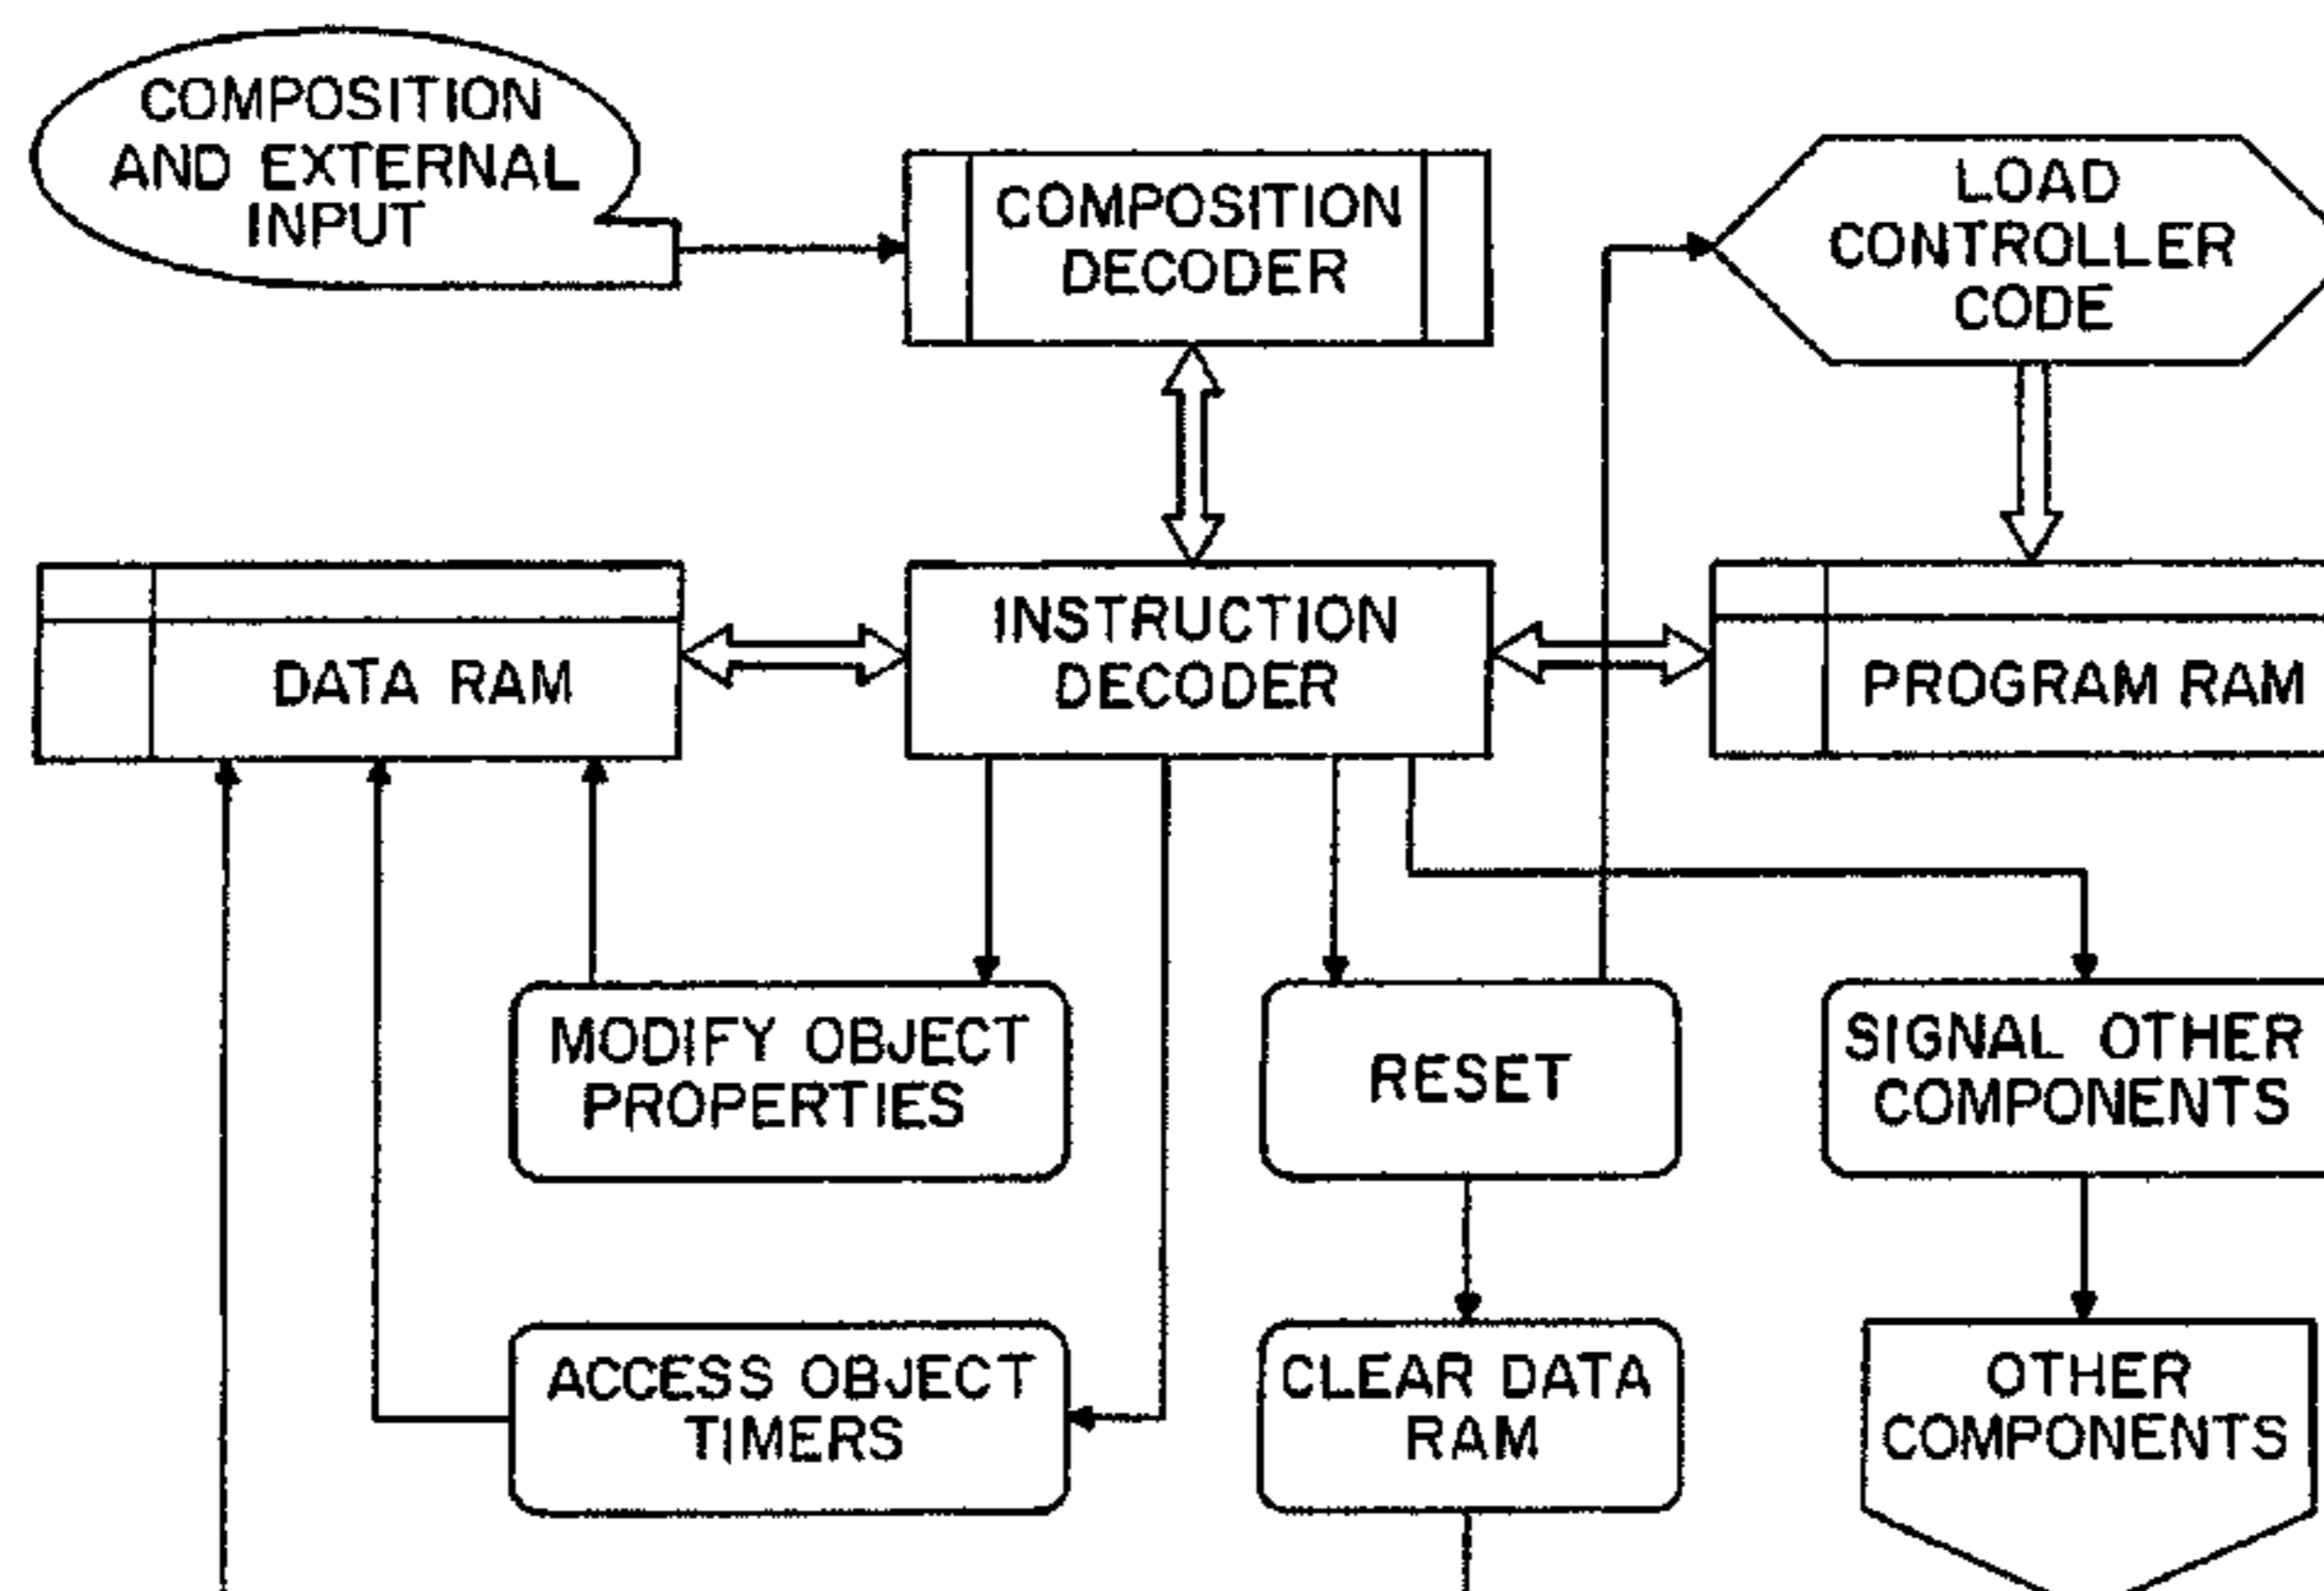 COMPOSITION
AND EXTERNAL
INPUT
COMPOSITION
DECODER
LOAD
CONTROLLER
CODE
DATA RAM
INSTRUCTION
DECODER
PROGRAM RAM
MODIFY OBJECT
PROPERTIES
RESET
SIGNAL OTHER
COMPONENTS
ACCESS OBJECT
TIMERS
CLEAR DATA
RAM
OTHER
COMPONENTS